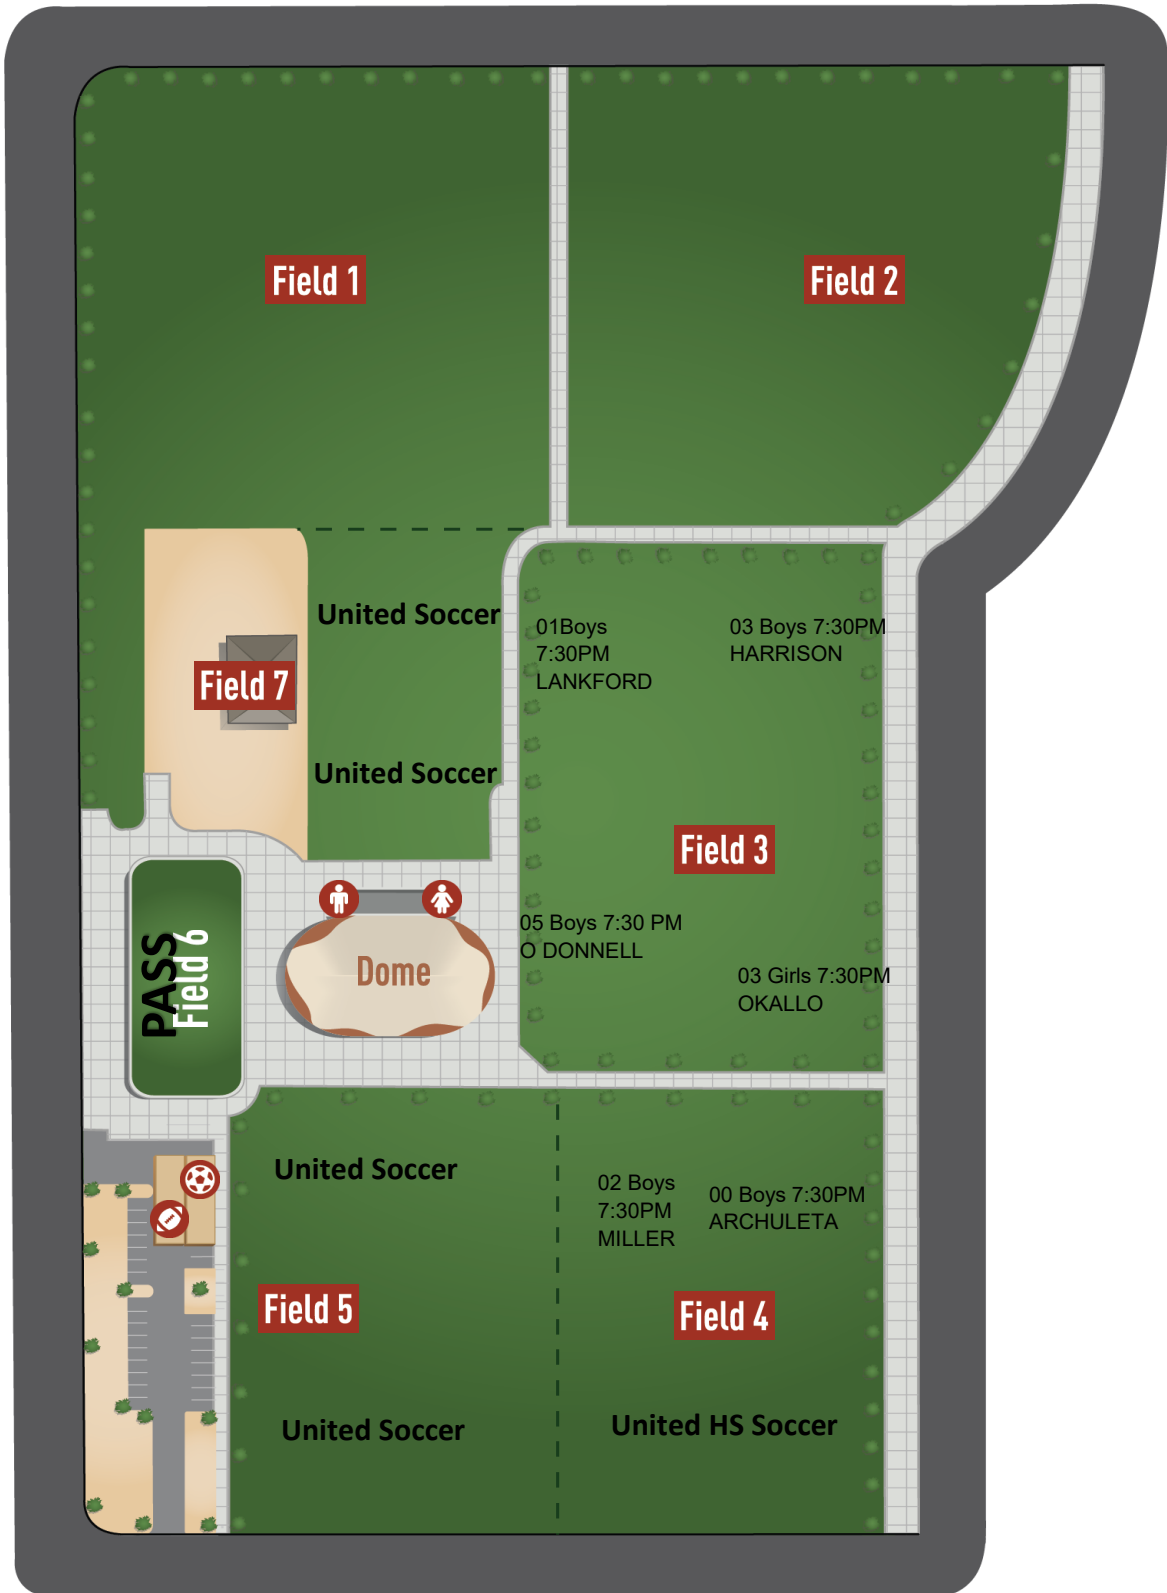 Field 1
Field 2
United Soccer
01Boys
7:30PM
LANKFORD
03 Boys 7:30PM
HARRISON
Field 7
United Soccer
Field 3
PASS
Field 6
Dome
05 Boys 7:30 PM
O DONNELL
03 Girls 7:30PM
OKALLO
United Soccer
02 Boys
7:30PM
MILLER
00 Boys 7:30PM
ARCHULETA
Field 5
Field 4
United Soccer
United HS Soccer